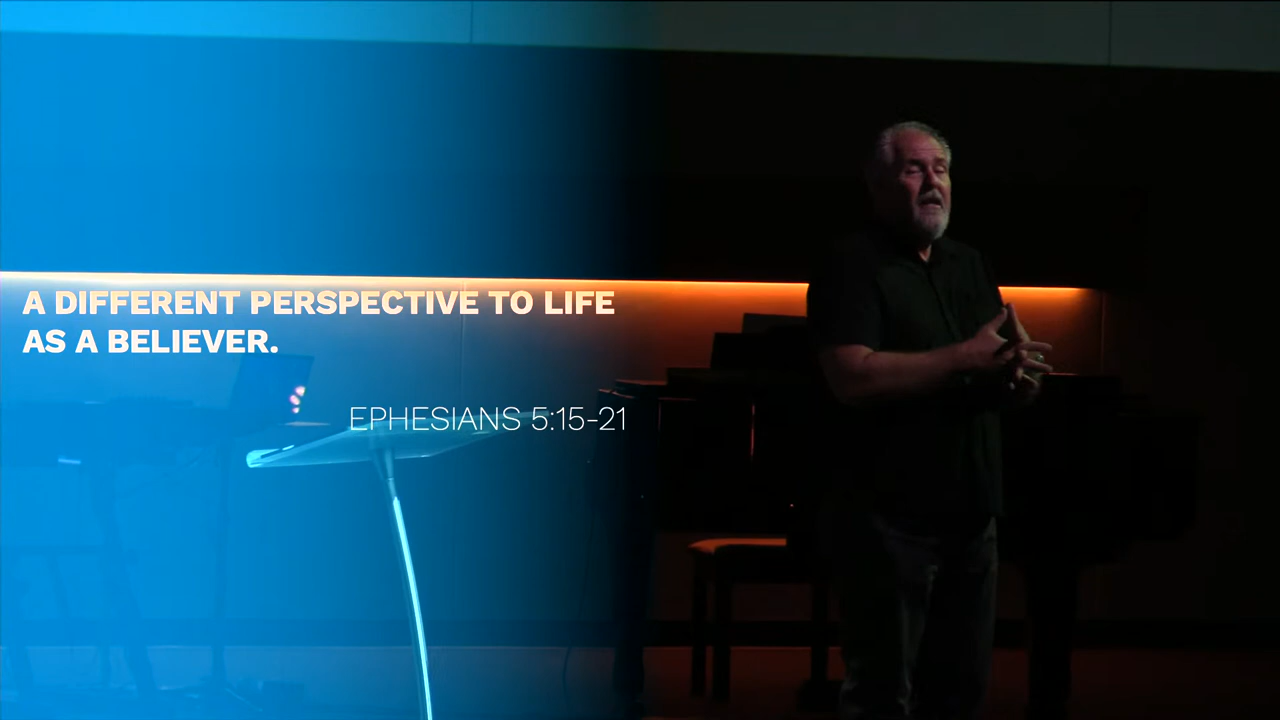 A DIFFERENT PERSPECTIVE TO LIFE
AS A BELIEVER.
EPHESIANS 5:15-21